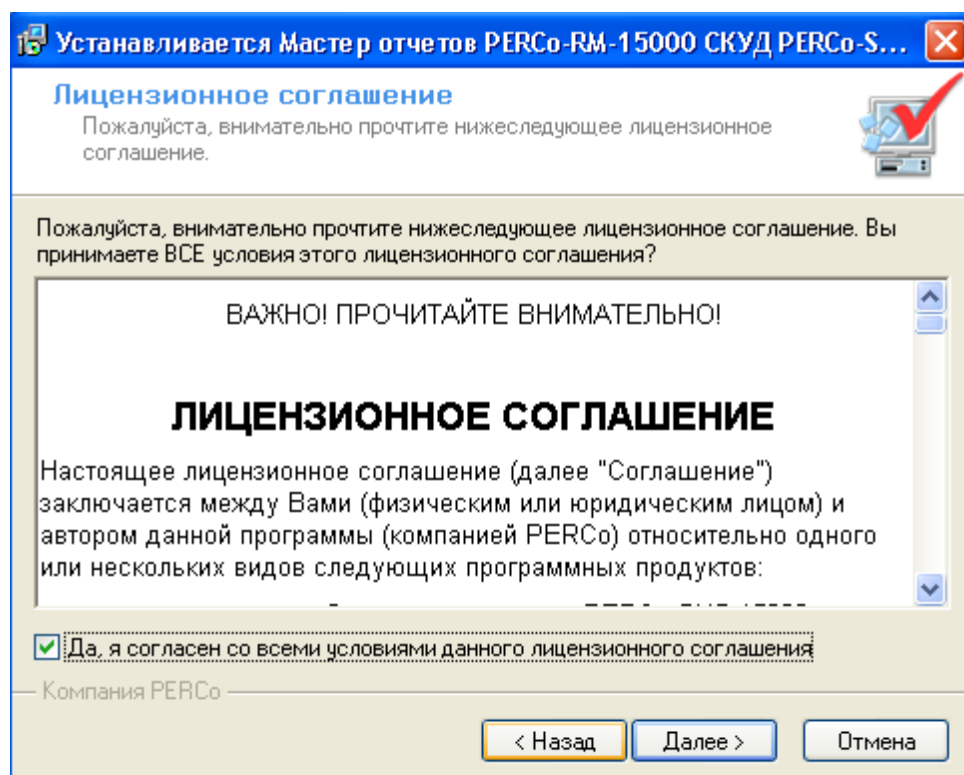 Устанавливается Мастер отчетов PERCo-RM-15000 СКУД PERCo-S...
Лицензионное соглашение
Пожалуйста, внимательно прочтите нижеследующее лицензионное
соглашение.
Пожалуйста, внимательно прочтите нижеследующее лицензионное соглашение. Вы
принимаете ВСЕ условия этого лицензионного соглашения?
ВАЖНО! ПРОЧИТАЙТЕ ВНИМАТЕЛЬНО!
ЛИЦЕНЗИОННОЕ СОГЛАШЕНИЕ
Настоящее лицензионное соглашение (далее "Соглашение")
заключается между Вами (физическим или юридическим лицом) и
автором данной программы (компанией PERCo) относительно одного
или нескольких видов следующих программных продуктов:
Да, я согласен со всеми условиями данного лицензионного соглашения
Компания PERCo
< Назад
Далее >
Отмена